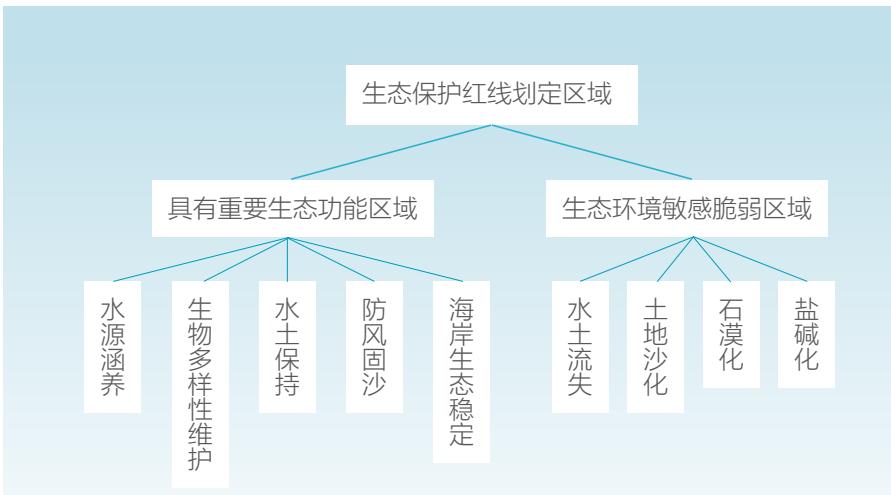 生态保护红线划定区域
具有重要生态功能区域
生态环境敏感脆弱区域
水源涵养
生物多样性维护
水土保持
防风固沙
海岸生态稳定
水土流失
土地沙化
石漠化
盐碱化